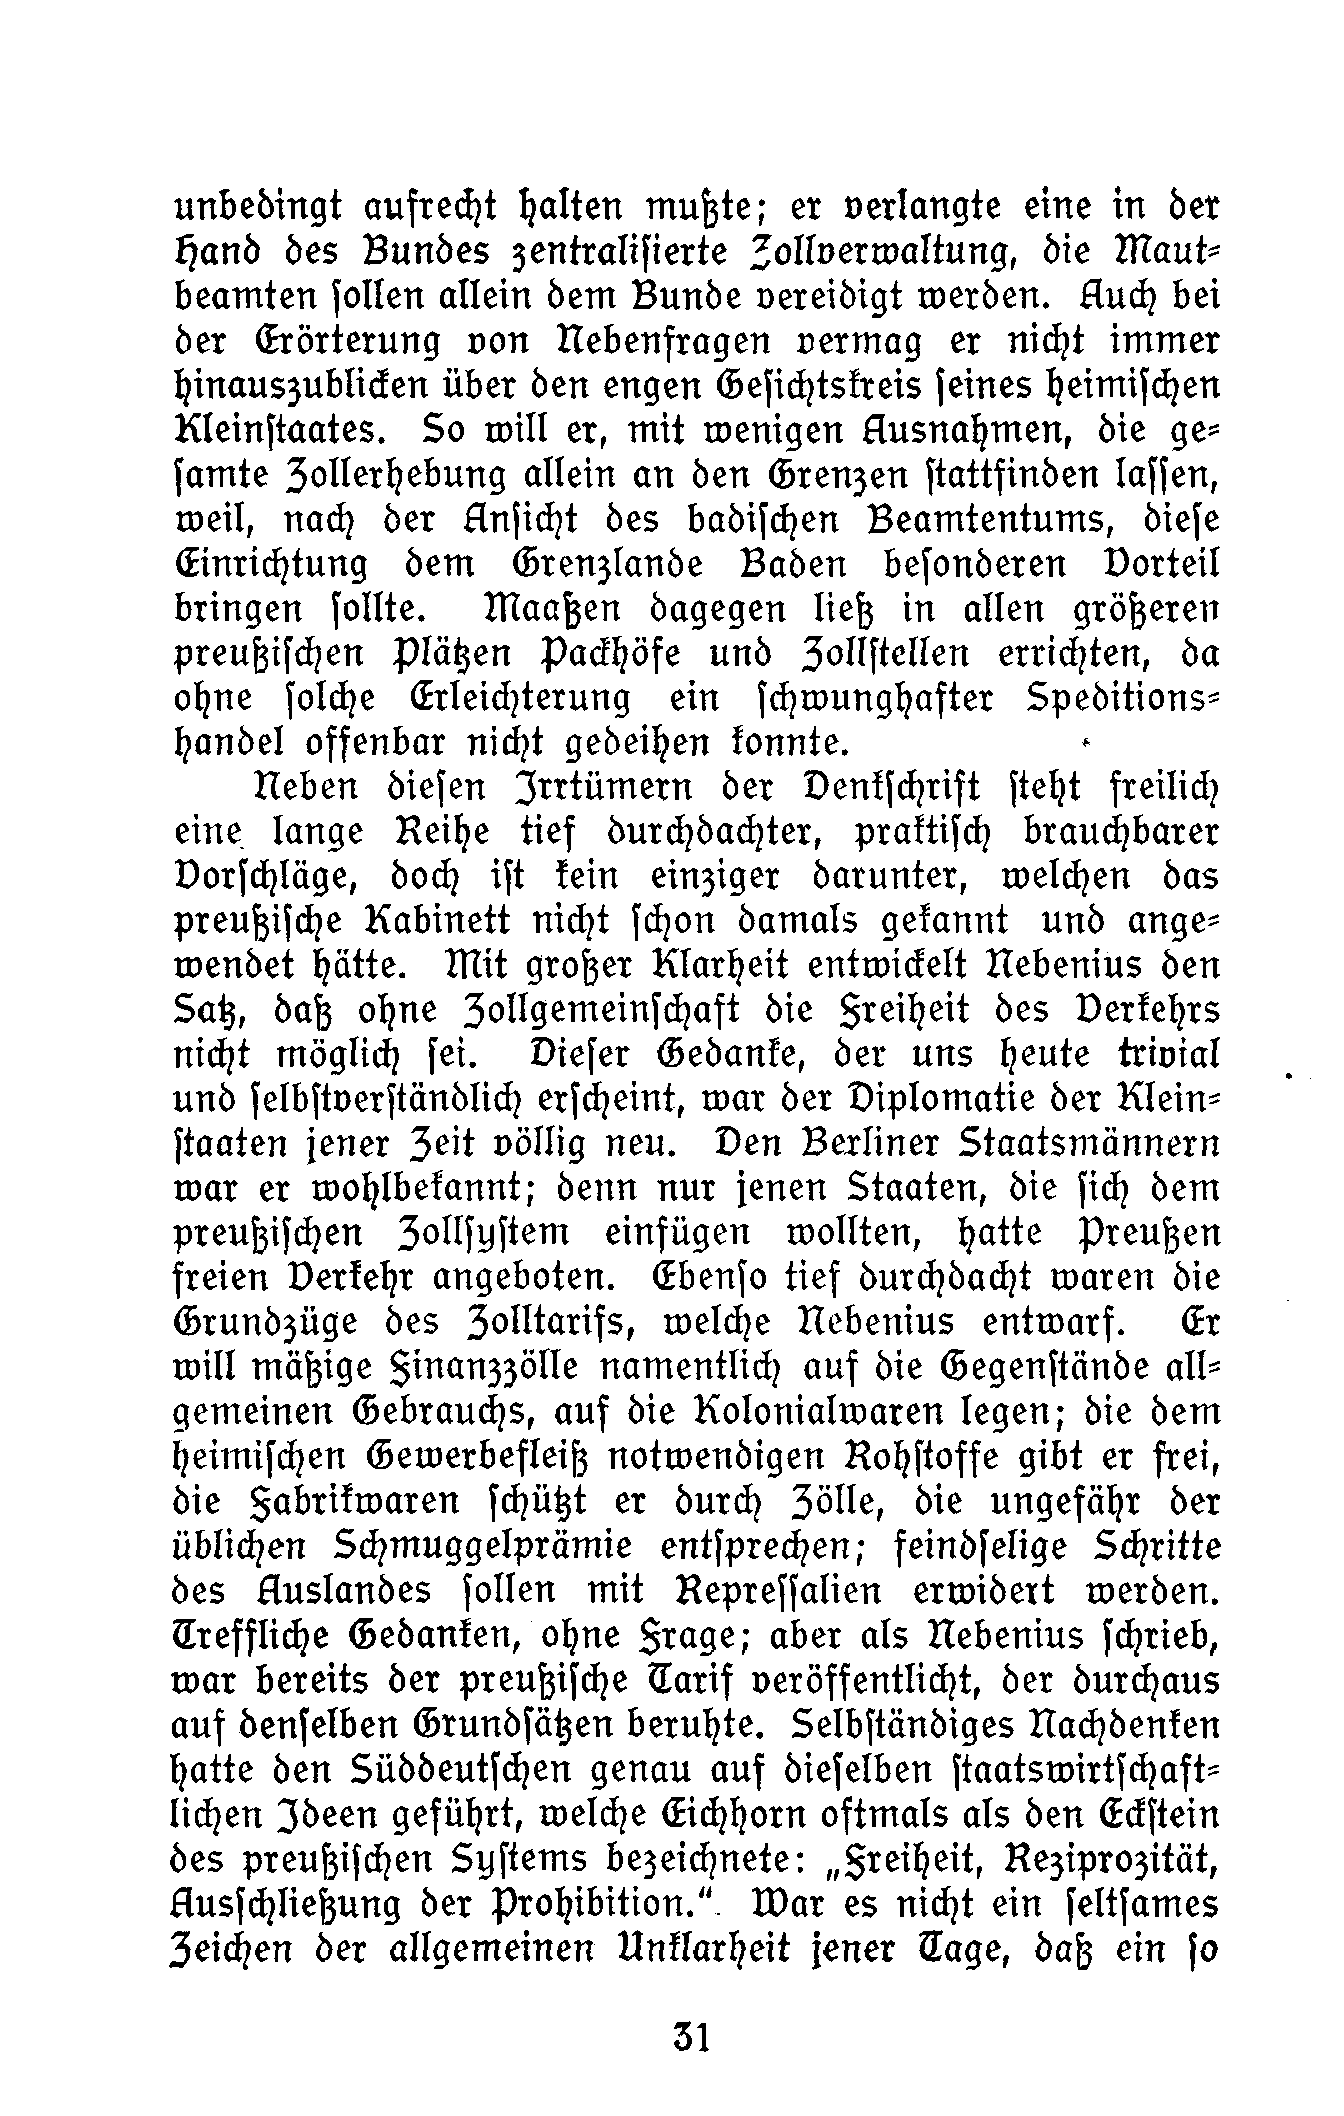 unbedingt aufrecht halten mußte; er verlangte eine in der
Hand des Bundes zentraliſierte Zollverwaltung, die Maut⸗
beamten ſollen allein dem Bunde vereidigt werden. Auch bei
der Erörterung von Nebenfragen vermag er nicht immer
hinauszublicken über den engen Geſichtskreis ſeines heimiſchen
Kleinſtaates. So will er, mit wenigen Ausnahmen, die ge⸗
ſamte Zollerhebung allein an den Grenzen ſtattfinden laſſen,
weil, nach der Anſicht des badiſchen Beamtentums, dieſe
Einrichtung dem Grenzlande Baden beſonderen Vorteil
bringen ſollte. Maaßen dagegen ließ in allen größeren
preußiſchen Plätzen Packhöfe und Zollſtellen errichten, da
ohne ſolche Erleichterung ein ſchwunghafter Speditions⸗
handel offenbar nicht gedeihen konnte.
Neben dieſen Irrtümern der Denkſchrift ſteht freilich
eine lange Reihe tief durchdachter, praktiſch brauchbarer
Vorſchläge, doch iſt kein einziger darunter, welchen das
preußiſche Kabinett nicht ſchon damals gekannt und ange⸗
wendet hätte. Mit großer Klarheit entwickelt Nebenius den
Satz, daß ohne Zollgemeinſchaft die Freiheit des Verkehrs
nicht möglich ſei. Dieſer Gedanke, der uns heute trivial
und ſelbſtverſtändlich erſcheint, war der Diplomatie der Klein⸗
ſtaaten jener Zeit völlig neu. Den Berliner Staatsmännern
war er wohlbekannt; denn nur jenen Staaten, die ſich dem
preußiſchen Zollſyſtem einfügen wollten, hatte Preußen
freien Verkehr angeboten. Ebenſo tief durchdacht waren die
Grundzüge des Zolltarifs, welche Nebenius entwarf. Er
will mäßige Finanzzölle namentlich auf die Gegenſtände all⸗
gemeinen Gebrauchs, auf die Kolonialwaren legen; die dem
heimiſchen Gewerbefleiß notwendigen Rohſtoffe gibt er frei,
die Fabrikwaren ſchützt er durch Zölle, die ungefähr der
üblichen Schmuggelprämie entſprechen; feindſelige Schritte
des Auslandes ſollen mit Repreſſalien erwidert werden.
Treffliche Gedanken, ohne Frage; aber als Nebenius ſchrieb,
war bereits der preußiſche Tarif veröffentlicht, der durchaus
auf denſelben Grundſätzen beruhte. Selbſtändiges Nachdenken
hatte den Süddeutſchen genau auf dieſelben ſtaatswirtſchaft⸗
lichen Ideen geführt, welche Eichhorn oftmals als den Eckſtein
des preußiſchen Syſtems bezeichnete: „Freiheit, Reziprozität,
Ausſchließung der Prohibition.“ War es nicht ein ſeltſames
Zeichen der allgemeinen Unklarheit jener Tage, daß ein ſo
31